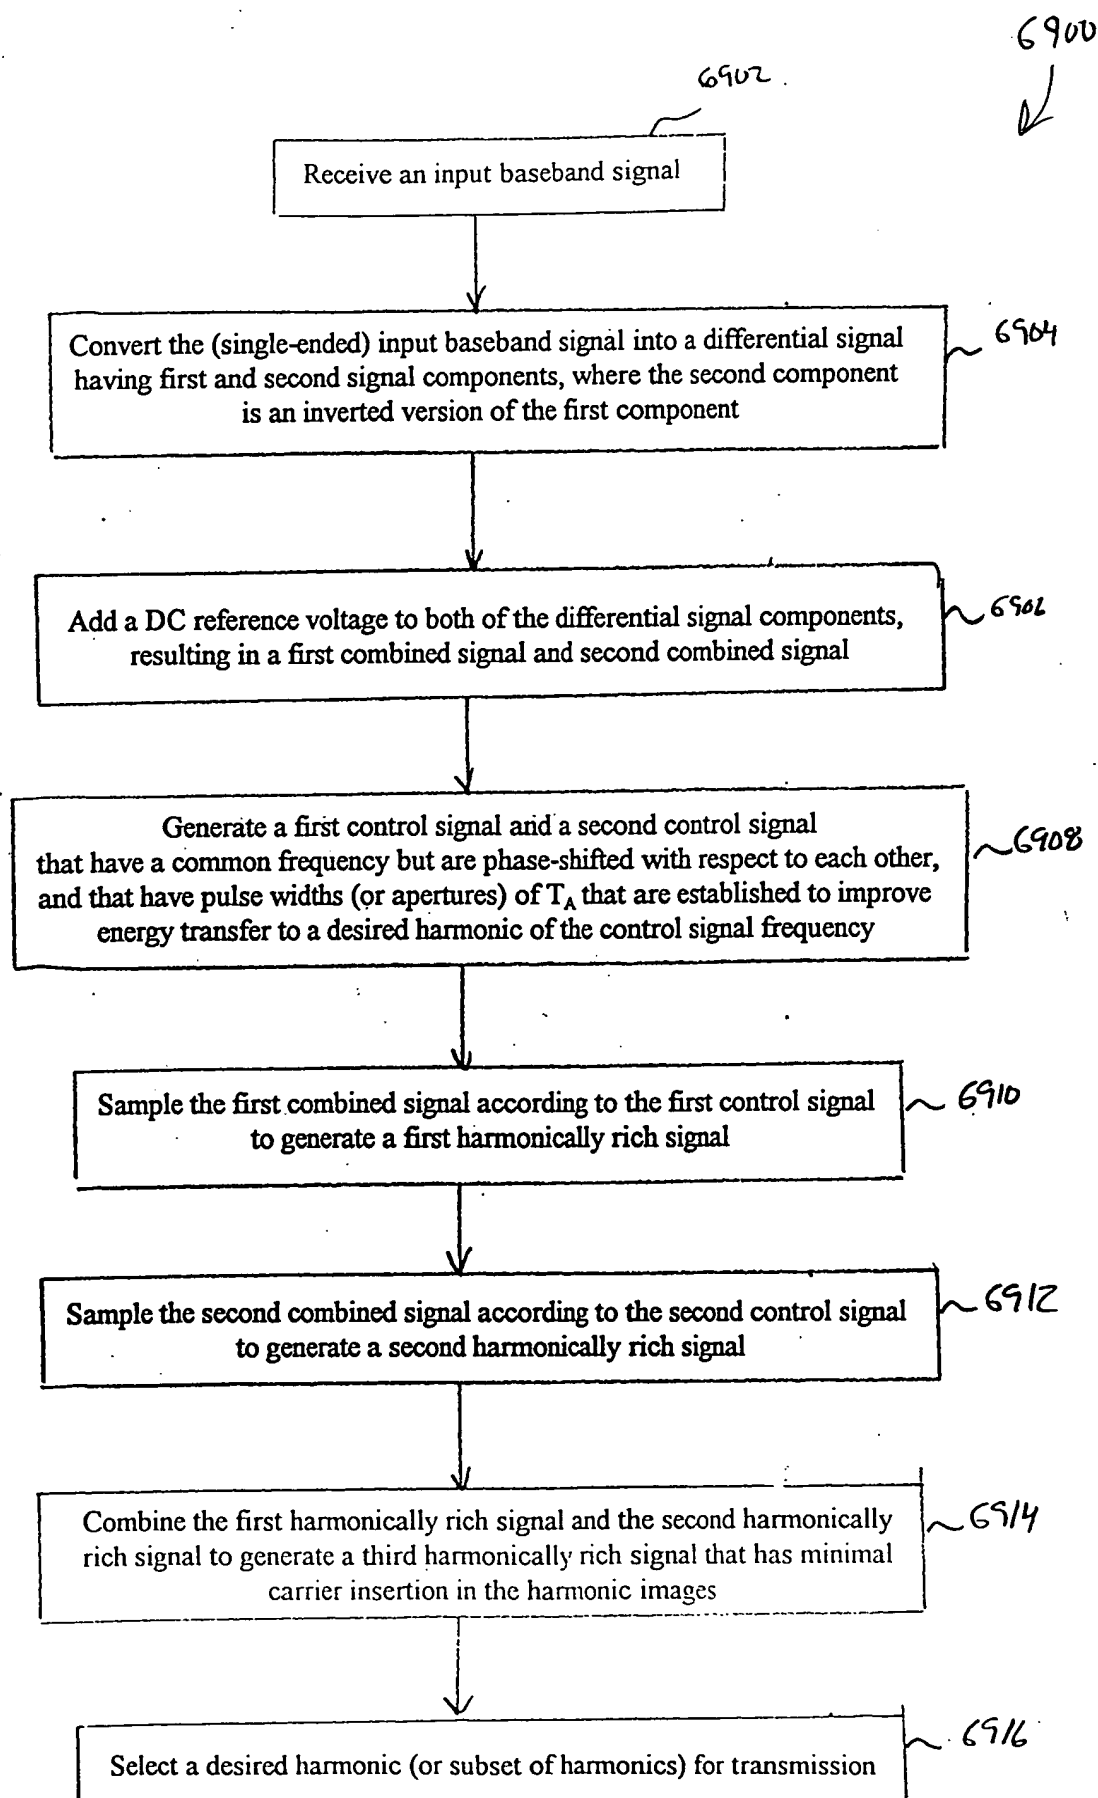 6900
6902
Receive an input baseband signal
Convert the (single-ended) input baseband signal into a differential signal
having first and second signal components, where the second component
is an inverted version of the first component
6904
Add a DC reference voltage to both of the differential signal components,
resulting in a first combined signal and second combined signal
6906
Generate a first control signal and a second control signal
that have a common frequency but are phase-shifted with respect to each other,
and that have pulse widths (or apertures) of TA that are established to improve
energy transfer to a desired harmonic of the control signal frequency
6908
Sample the first combined signal according to the first control signal
to generate a first harmonically rich signal
6910
Sample the second combined signal according to the second control signal
to generate a second harmonically rich signal
6912
Combine the first harmonically rich signal and the second harmonically
rich signal to generate a third harmonically rich signal that has minimal
carrier insertion in the harmonic images
6914
Select a desired harmonic (or subset of harmonics) for transmission
6916